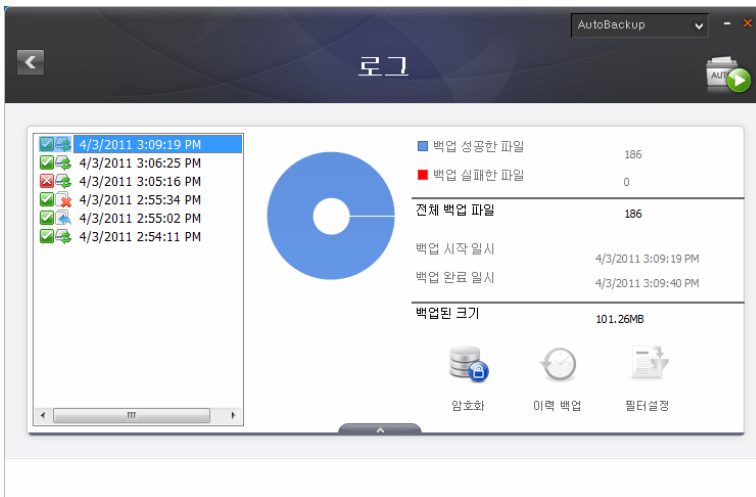 AutoBackup
로그
AUTO
4/3/2011 3:09:19 PM
4/3/2011 3:06:25 PM
4/3/2011 3:05:16 PM
4/3/2011 2:55:34 PM
4/3/2011 2:55:02 PM
4/3/2011 2:54:11 PM
백업 성공한 파일 186
백업 실패한 파일 0
전체 백업 파일 186
백업 시작 일시 4/3/2011 3:09:19 PM
백업 완료 일시 4/3/2011 3:09:40 PM
백업된 크기 101.26MB
암호화 이력 백업 필터설정